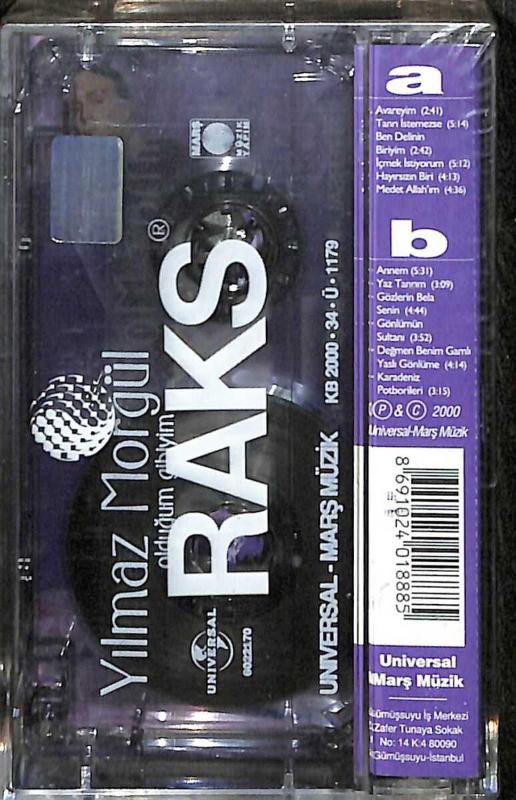 a
Avareyim (2:41)
Tanrı İstemezse (5:14)
Ben Delinin
Biriyim (2:42)
İçmek İstiyorum (5:12)
Hayırsızın Biri (4:13)
Medet Allah'ım (4:36)
b
Annem (5:31)
Yaz Tanrım (3:09)
Gözlerin Bela
Senin (4:44)
Gönlümün
Sultanı (3:52)
Değmen Benim Gamlı
Yaslı Gönlüme (4:14)
Karadeniz
Potborileri (3:15)
℗ & © 2000
Universal-Marş Müzik
8 691024 018885
Universal
Marş Müzik
Gümüşsuyu İş Merkezi
Zafer Tunaya Sokak
No: 14 K:4 80090
Gümüşsuyu-İstanbul
Yılmaz Morgül
olduğum gibiyim
RAKS®
UNIVERSAL
6022170
UNIVERSAL - MARŞ MÜZİK KB 2000·34·Ü·1179
MARŞ
MÜZİK
YAPIM